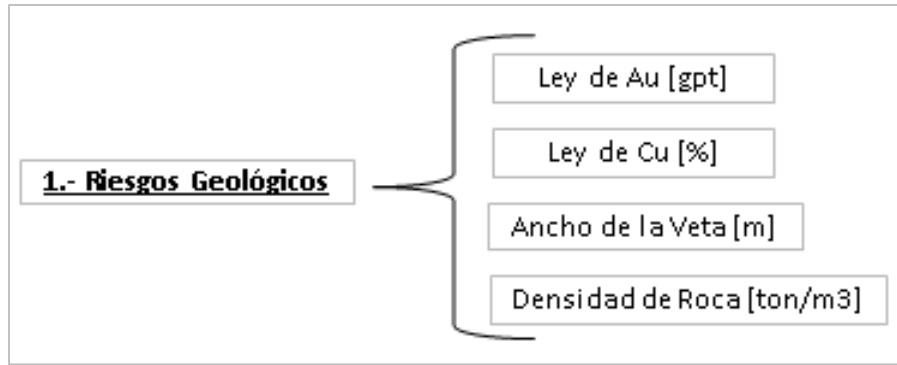 1.- Riesgos Geológicos
Ley de Au [gpt]
Ley de Cu [%]
Ancho de la Veta [m]
Densidad de Roca [ton/m3]